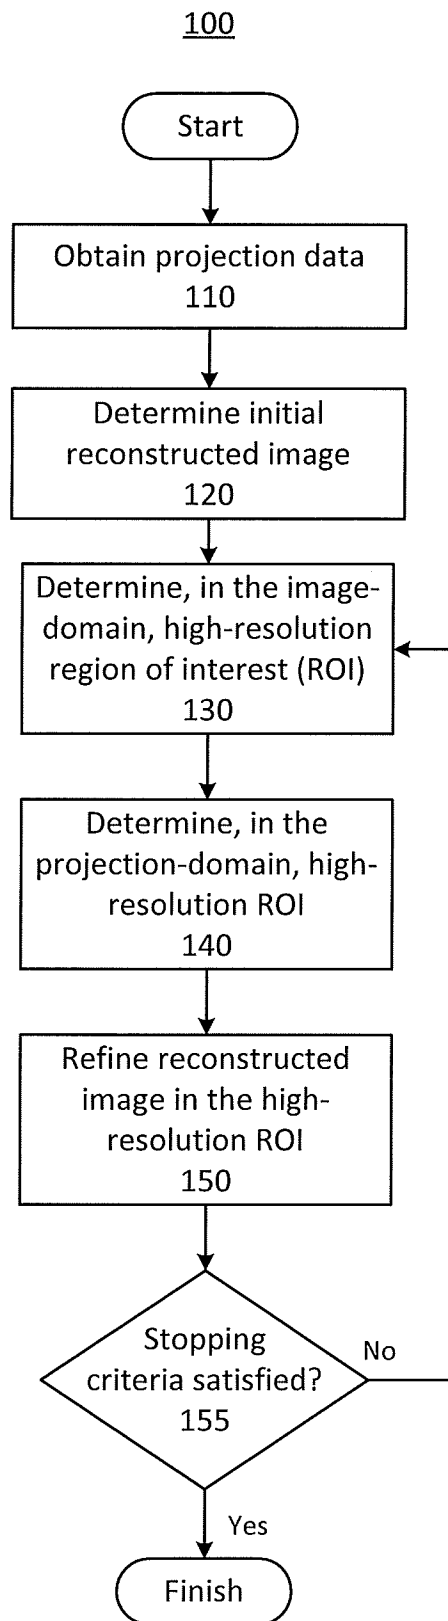 100
Start
Obtain projection data
110
Determine initial
reconstructed image
120
Determine, in the image-
domain, high-resolution
region of interest (ROI)
130
Determine, in the
projection-domain, high-
resolution ROI
140
Refine reconstructed
image in the high-
resolution ROI
150
Stopping
criteria satisfied?
155
No
Yes
Finish